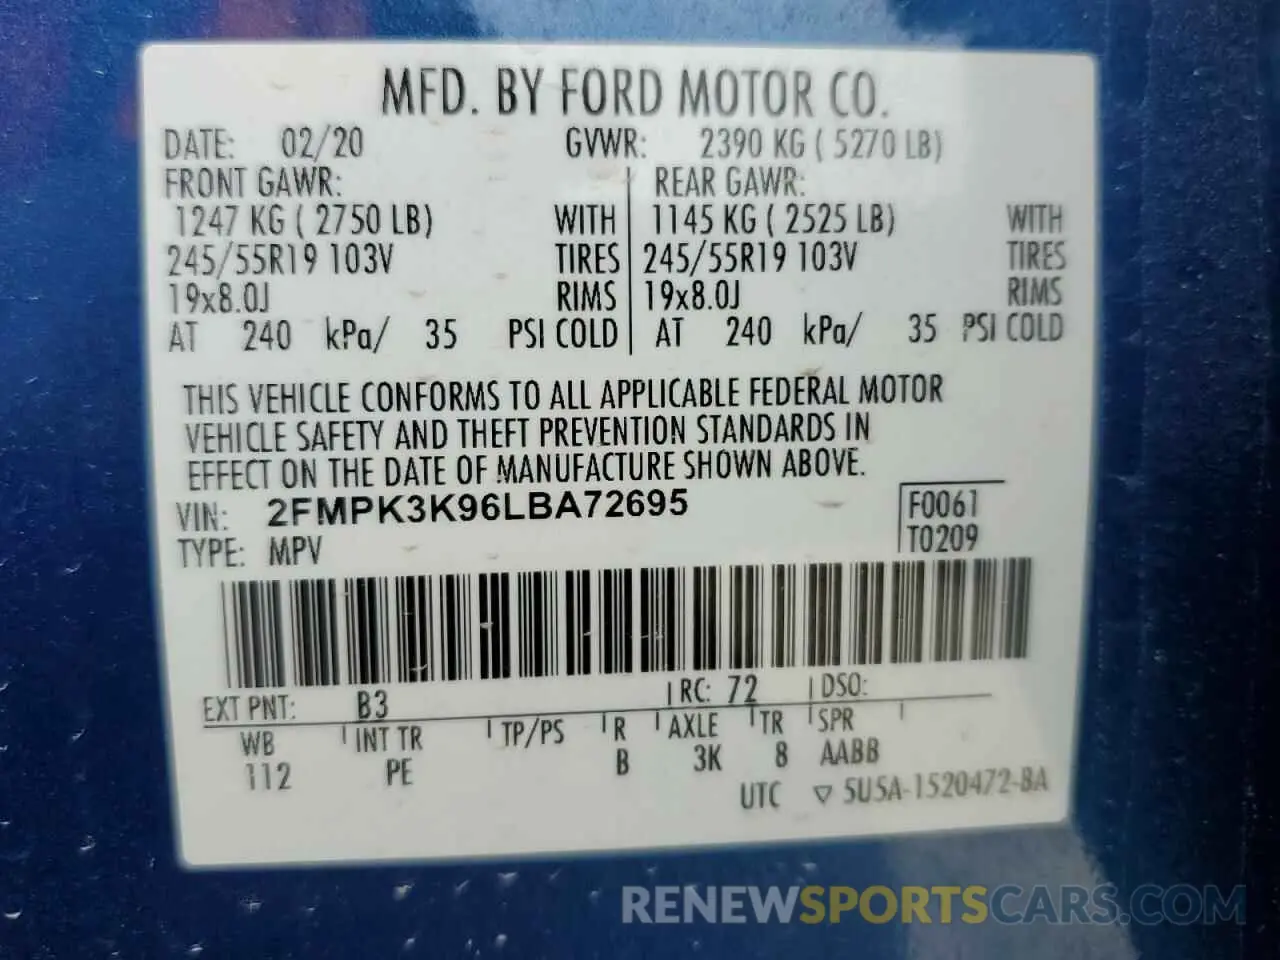 MFD. BY FORD MOTOR CO.
DATE: 02/20 GVWR: 2390 KG ( 5270 LB)
FRONT GAWR: REAR GAWR:
1247 KG ( 2750 LB) WITH 1145 KG ( 2525 LB) WITH
245/55R19 103V TIRES 245/55R19 103V TIRES
19x8.0J RIMS 19x8.0J RIMS
AT 240 kPa/ 35 PSI COLD AT 240 kPa/ 35 PSI COLD
THIS VEHICLE CONFORMS TO ALL APPLICABLE FEDERAL MOTOR
VEHICLE SAFETY AND THEFT PREVENTION STANDARDS IN
EFFECT ON THE DATE OF MANUFACTURE SHOWN ABOVE.
VIN: 2FMPK3K96LBA72695 F0061
TYPE: MPV T0209
EXT PNT: B3 RC: 72 DSO:
WB INT TR TP/PS R AXLE TR SPR
112 PE B 3K 8 AABB
UTC ▽ 5U5A-1520472-BA
RENEWSPORTSCARS.COM